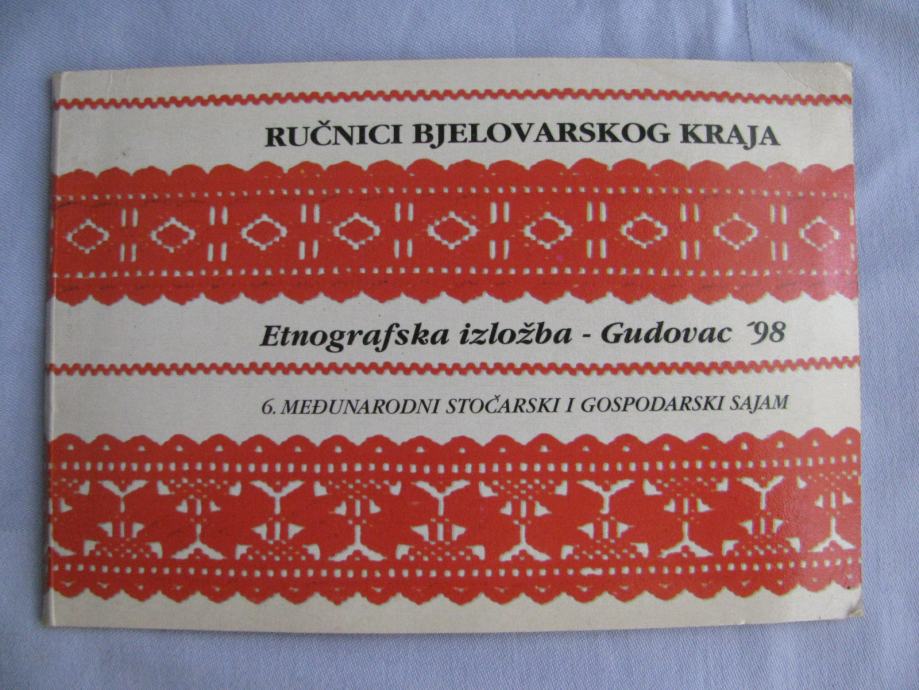 RUČNICI BJELOVARSKOG KRAJA
Etnografska izložba - Gudovac ´98
6. MEĐUNARODNI STOČARSKI I GOSPODARSKI SAJAM